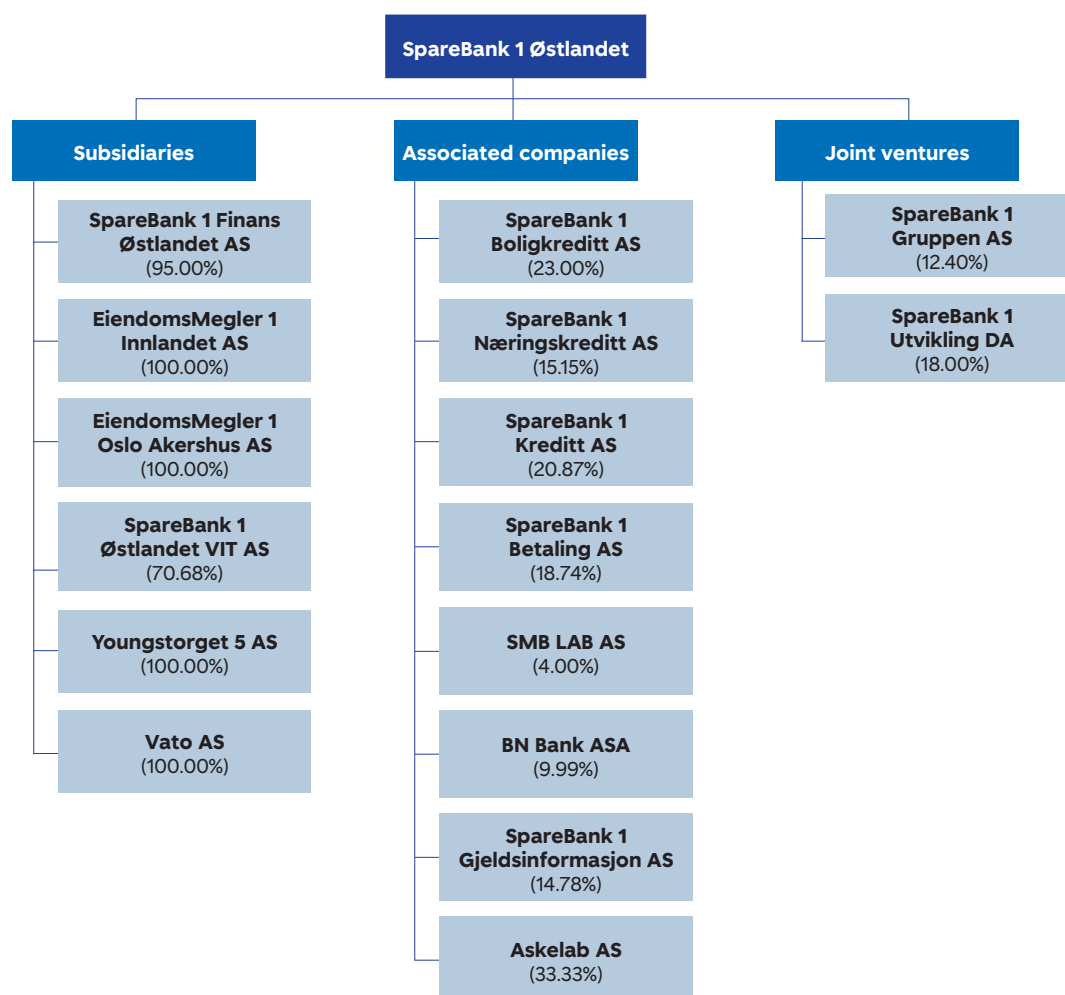 SpareBank 1 Østlandet
Subsidiaries
SpareBank 1 Finans
Østlandet AS
(95.00%)
EiendomsMegler 1
Innlandet AS
(100.00%)
EiendomsMegler 1
Oslo Akershus AS
(100.00%)
SpareBank 1
Østlandet VIT AS
(70.68%)
Youngstorget 5 AS
(100.00%)
Vato AS
(100.00%)
Associated companies
SpareBank 1
Boligkreditt AS
(23.00%)
SpareBank 1
Næringskreditt AS
(15.15%)
SpareBank 1
Kreditt AS
(20.87%)
SpareBank 1
Betaling AS
(18.74%)
SMB LAB AS
(4.00%)
BN Bank ASA
(9.99%)
SpareBank 1
Gjeldsinformasjon AS
(14.78%)
Askelab AS
(33.33%)
Joint ventures
SpareBank 1
Gruppen AS
(12.40%)
SpareBank 1
Utvikling DA
(18.00%)